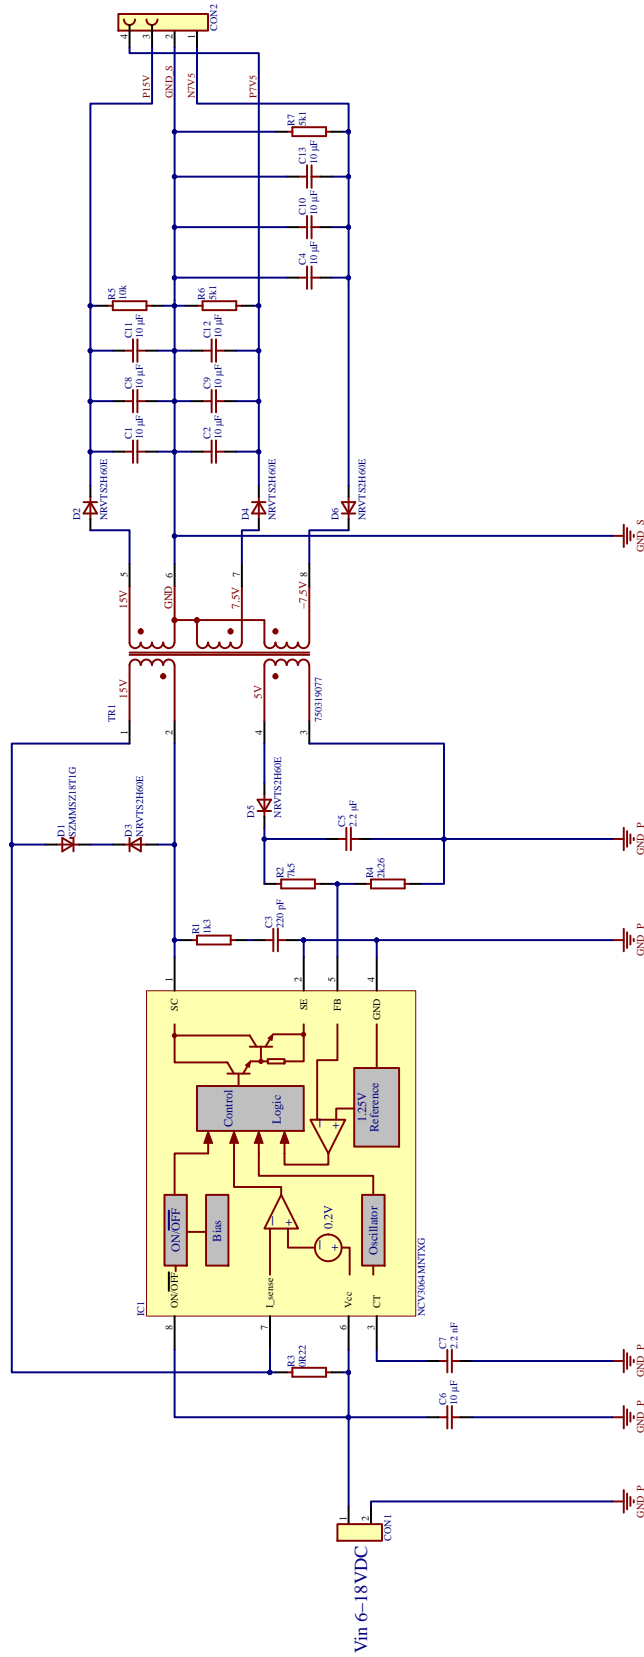 Vin 6-18VDC
CON1
1
2
GND_P
C6
10 µF
GND_P
C7
2.2 nF
GND_P
R3
0R22
8
7
6
3
IC1
NCV3064MNTXG
ON/OFF
I_sense
Vcc
CT
ON/OFF
Bias
0.2V
Oscillator
Control
Logic
1.25V
Reference
SC
SE
FB
GND
1
2
5
4
R1
1k3
C3
220 pF
GND_P
D1
SZMMSZ18T1G
D3
NRVTS2H60E
R2
7k5
R4
2k26
D5
NRVTS2H60E
C5
2.2 µF
GND_P
TR1
750319077
1
2
4
3
15V
5V
15V
GND
7.5V
-7.5V
5
6
7
8
GND_S
D2
NRVTS2H60E
D4
NRVTS2H60E
D6
NRVTS2H60E
C1
10 µF
C2
10 µF
C8
10 µF
C9
10 µF
C11
10 µF
C12
10 µF
R5
10k
R6
5k1
C4
10 µF
C10
10 µF
C13
10 µF
R7
5k1
P15V
GND_S
N7V5
P7V5
4
3
2
1
CON2